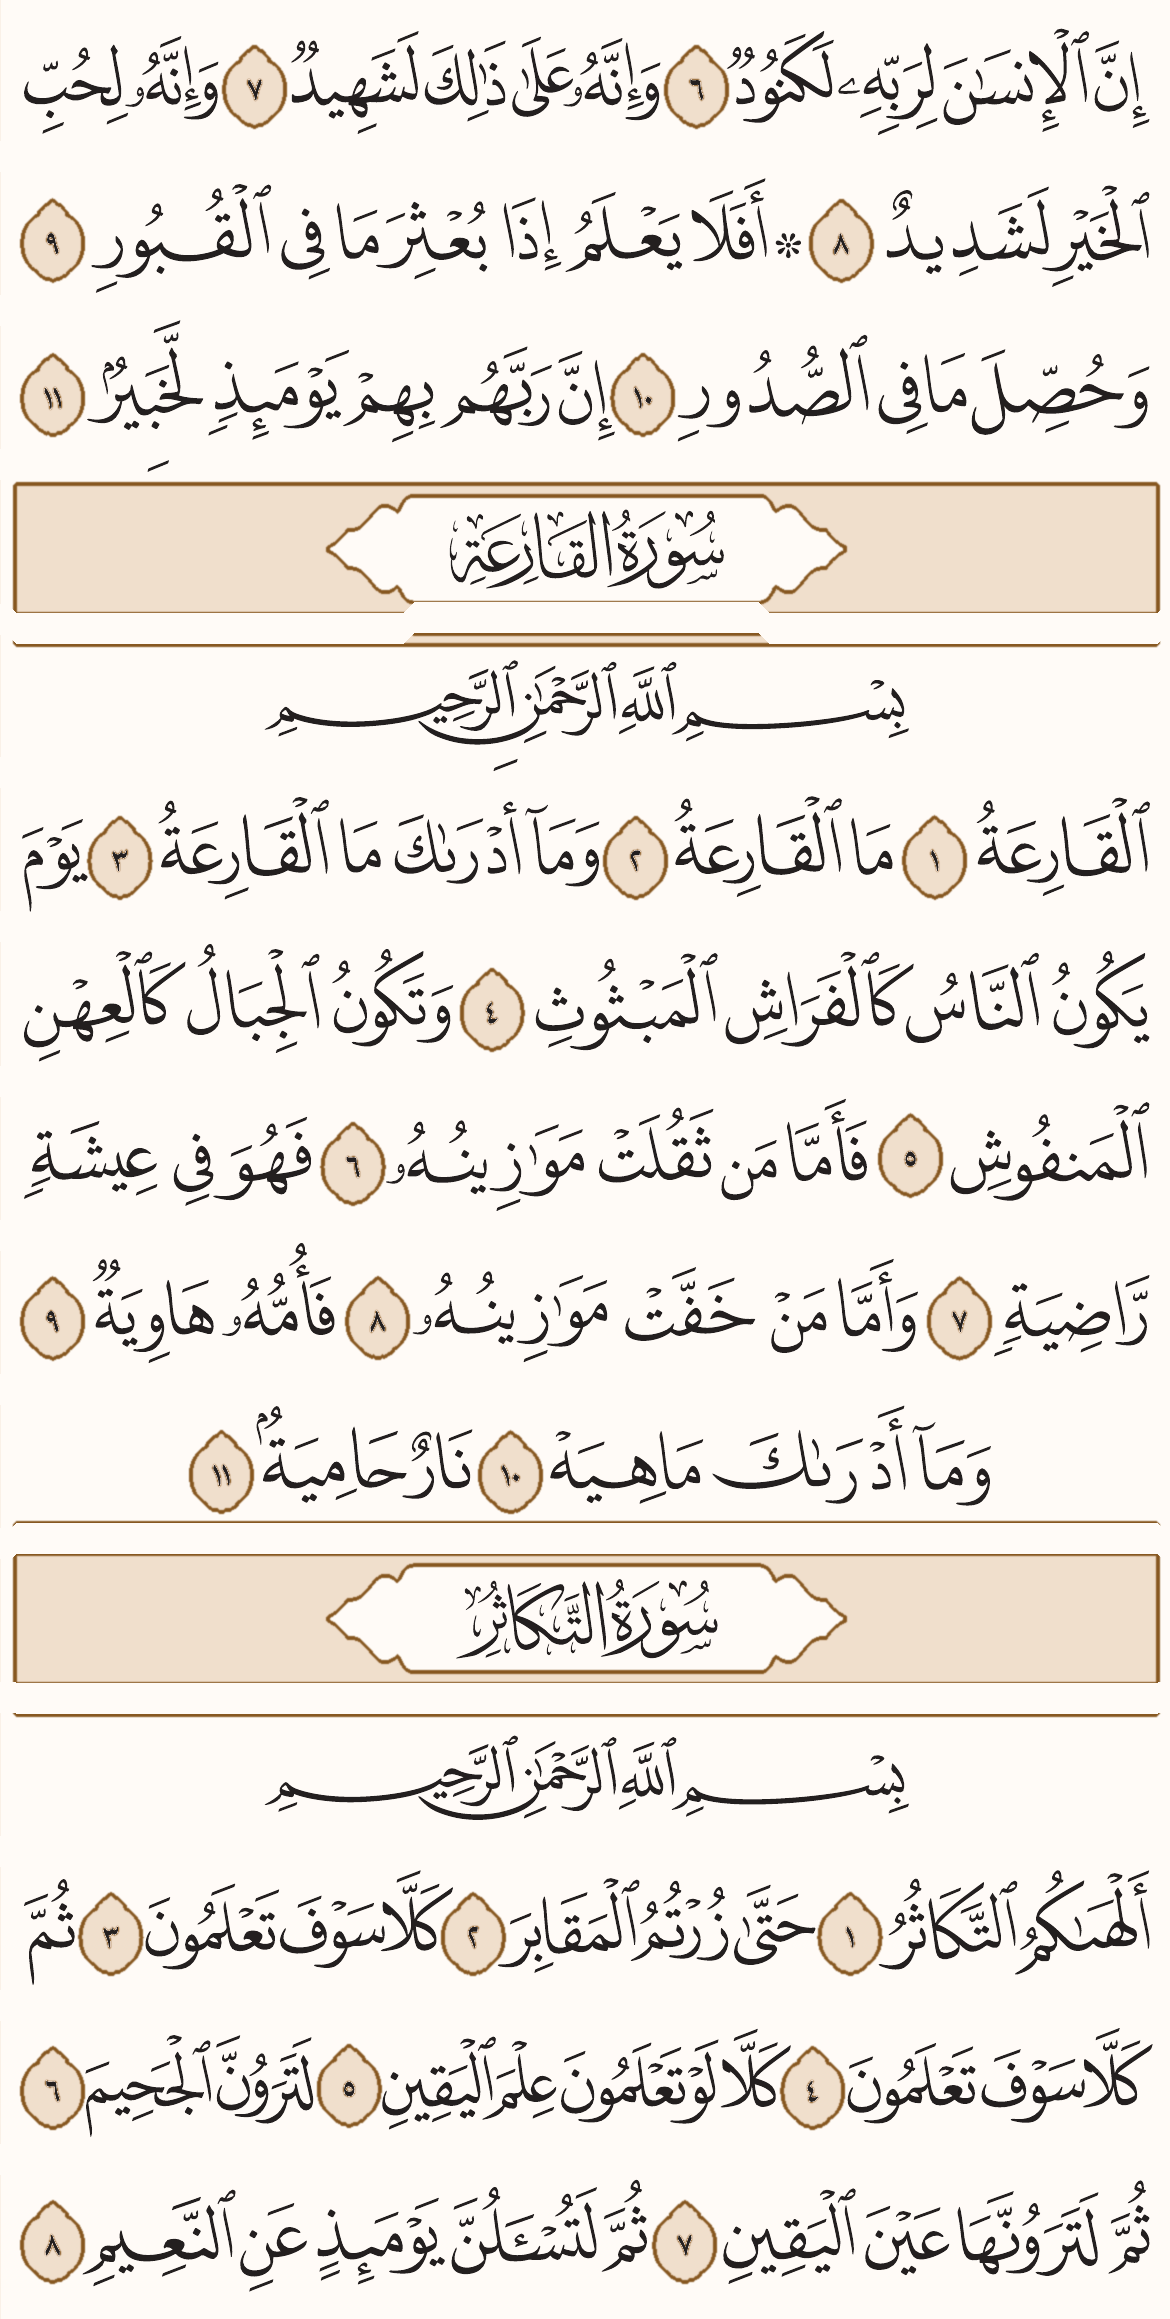 إِنَّ ٱلْإِنسَـٰنَ لِرَبِّهِۦ لَكَنُودٌ ٦ وَإِنَّهُۥ عَلَىٰ ذَٰلِكَ لَشَهِيدٌ ٧ وَإِنَّهُۥ لِحُبِّ
ٱلْخَيْرِ لَشَدِيدٌ ٨ ۞ أَفَلَا يَعْلَمُ إِذَا بُعْثِرَ مَا فِى ٱلْقُبُورِ ٩
وَحُصِّلَ مَا فِى ٱلصُّدُورِ ١٠ إِنَّ رَبَّهُم بِهِمْ يَوْمَئِذٍ لَّخَبِيرٌۢ ١١
سُورَةُ القَارِعَةِ
بِسْمِ ٱللَّهِ ٱلرَّحْمَـٰنِ ٱلرَّحِيمِ
ٱلْقَارِعَةُ ١ مَا ٱلْقَارِعَةُ ٢ وَمَآ أَدْرَىٰكَ مَا ٱلْقَارِعَةُ ٣ يَوْمَ
يَكُونُ ٱلنَّاسُ كَٱلْفَرَاشِ ٱلْمَبْثُوثِ ٤ وَتَكُونُ ٱلْجِبَالُ كَٱلْعِهْنِ
ٱلْمَنفُوشِ ٥ فَأَمَّا مَن ثَقُلَتْ مَوَٰزِينُهُۥ ٦ فَهُوَ فِى عِيشَةٍ
رَّاضِيَةٍ ٧ وَأَمَّا مَنْ خَفَّتْ مَوَٰزِينُهُۥ ٨ فَأُمُّهُۥ هَاوِيَةٌ ٩
وَمَآ أَدْرَىٰكَ مَا هِيَهْ ١٠ نَارٌ حَامِيَةٌۢ ١١
سُورَةُ التَّكَاثُرِ
بِسْمِ ٱللَّهِ ٱلرَّحْمَـٰنِ ٱلرَّحِيمِ
أَلْهَىٰكُمُ ٱلتَّكَاثُرُ ١ حَتَّىٰ زُرْتُمُ ٱلْمَقَابِرَ ٢ كَلَّا سَوْفَ تَعْلَمُونَ ٣ ثُمَّ
كَلَّا سَوْفَ تَعْلَمُونَ ٤ كَلَّا لَوْ تَعْلَمُونَ عِلْمَ ٱلْيَقِينِ ٥ لَتَرَوُنَّ ٱلْجَحِيمَ ٦
ثُمَّ لَتَرَوُنَّهَا عَيْنَ ٱلْيَقِينِ ٧ ثُمَّ لَتُسْـَٔلُنَّ يَوْمَئِذٍ عَنِ ٱلنَّعِيمِ ٨